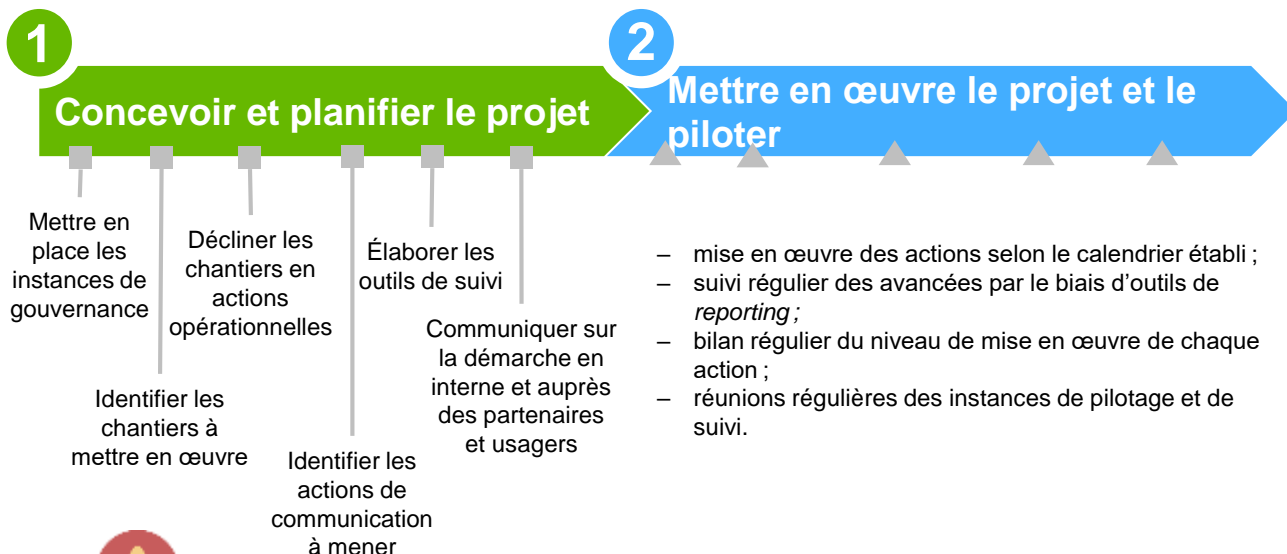 1
Concevoir et planifier le projet
2
Mettre en œuvre le projet et le
piloter
Mettre en
place les
instances de
gouvernance
Identifier les
chantiers à
mettre en œuvre
Décliner les
chantiers en
actions
opérationnelles
Identifier les
actions de
communication
à mener
Élaborer les
outils de suivi
Communiquer sur
la démarche en
interne et auprès
des partenaires
et usagers
– mise en œuvre des actions selon le calendrier établi ;
– suivi régulier des avancées par le biais d’outils de
reporting ;
– bilan régulier du niveau de mise en œuvre de chaque
action ;
– réunions régulières des instances de pilotage et de
suivi.